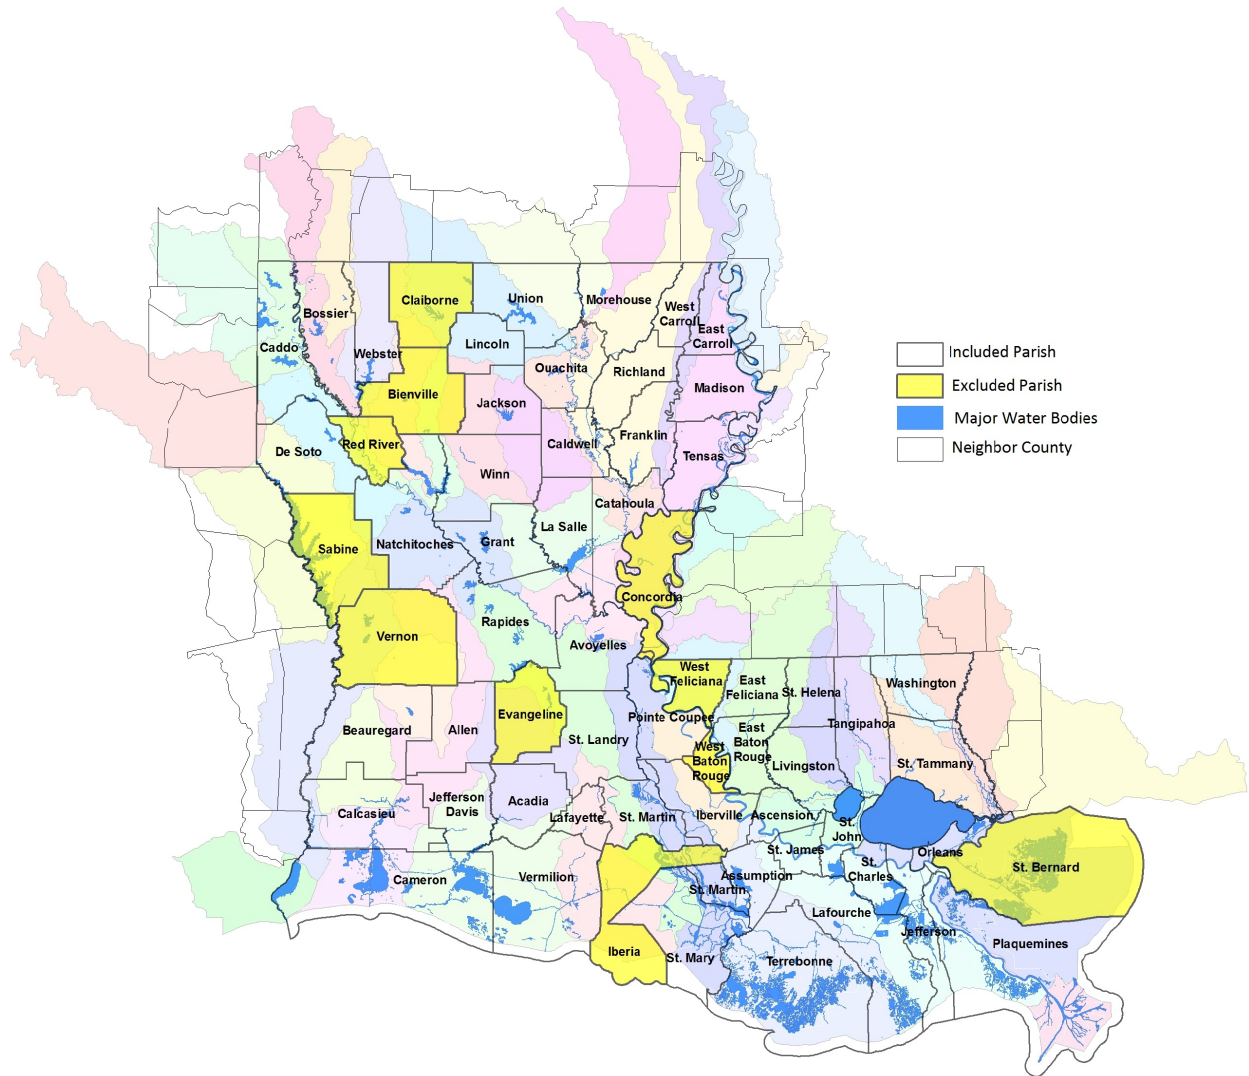 Claiborne
Union
Morehouse
West
Carroll
East
Carroll
Bossier
Caddo
Webster
Lincoln
Ouachita
Richland
Madison
Bienville
Jackson
Franklin
Tensas
Red River
De Soto
Caldwell
Winn
Catahoula
La Salle
Grant
Natchitoches
Sabine
Concordia
Rapides
Vernon
Avoyelles
West
Feliciana
East
Feliciana
St. Helena
Washington
Tangipahoa
Pointe Coupee
Evangeline
Beauregard
Allen
St. Landry
West
Baton
Rouge
East
Baton
Rouge
Livingston
St. Tammany
Calcasieu
Jefferson
Davis
Acadia
Lafayette
St. Martin
Iberville
Ascension
St.
John
St. James
Orleans
St. Bernard
St.
Charles
Cameron
Vermilion
Assumption
St. Martin
Lafourche
Jefferson
Plaquemines
Iberia
St. Mary
Terrebonne
Included Parish
Excluded Parish
Major Water Bodies
Neighbor County